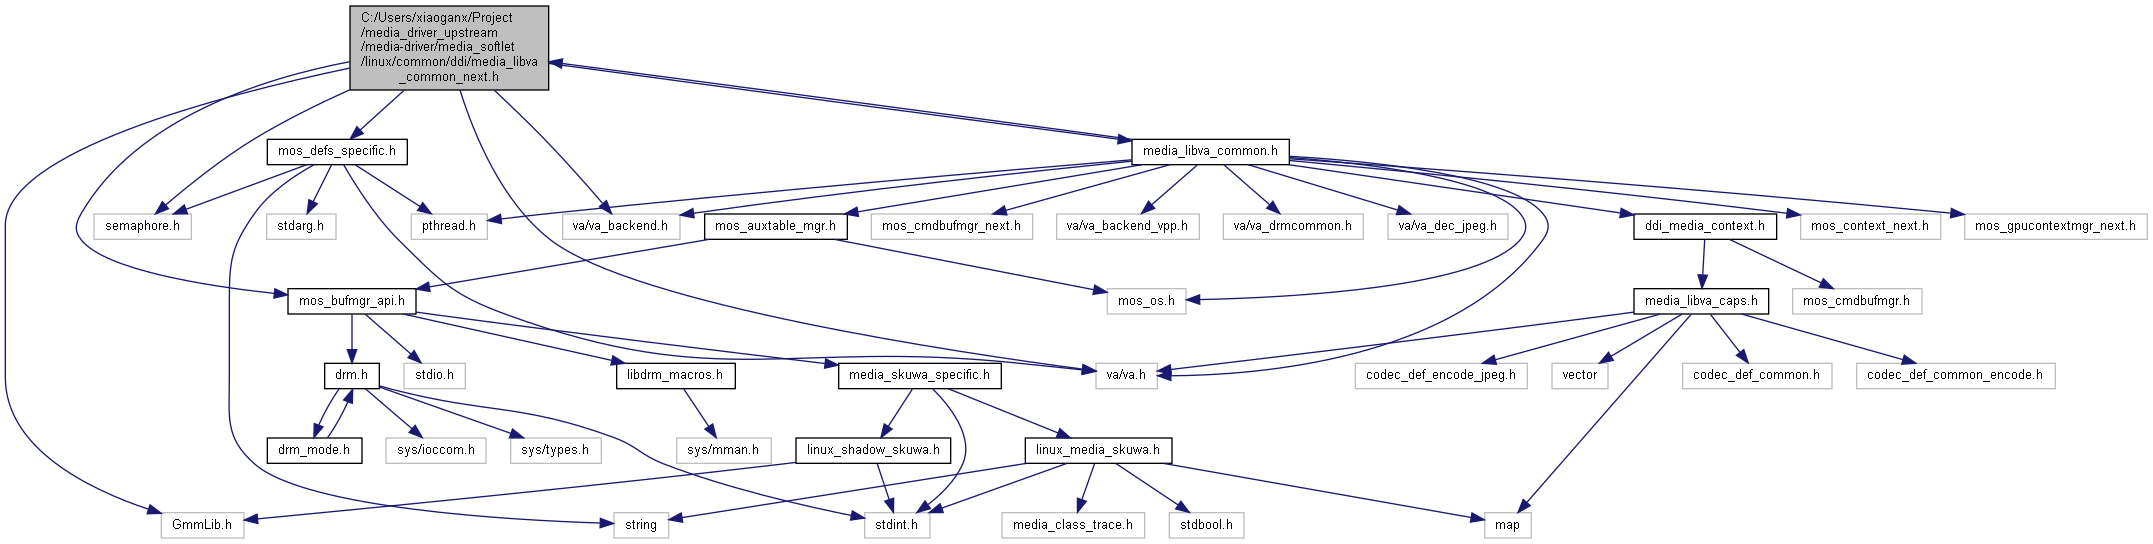 C:/Users/xiaoganx/Project
/media_driver_upstream
/media-driver/media_softlet
/linux/common/ddi/media_libva
_common_next.h
mos_defs_specific.h
media_libva_common.h
semaphore.h
stdarg.h
pthread.h
va/va_backend.h
mos_auxtable_mgr.h
mos_cmdbufmgr_next.h
va/va_backend_vpp.h
va/va_drmcommon.h
va/va_dec_jpeg.h
ddi_media_context.h
mos_context_next.h
mos_gpucontextmgr_next.h
mos_bufmgr_api.h
mos_os.h
media_libva_caps.h
mos_cmdbufmgr.h
drm.h
stdio.h
libdrm_macros.h
media_skuwa_specific.h
va/va.h
codec_def_encode_jpeg.h
vector
codec_def_common.h
codec_def_common_encode.h
drm_mode.h
sys/ioccom.h
sys/types.h
sys/mman.h
linux_shadow_skuwa.h
linux_media_skuwa.h
GmmLib.h
string
stdint.h
media_class_trace.h
stdbool.h
map